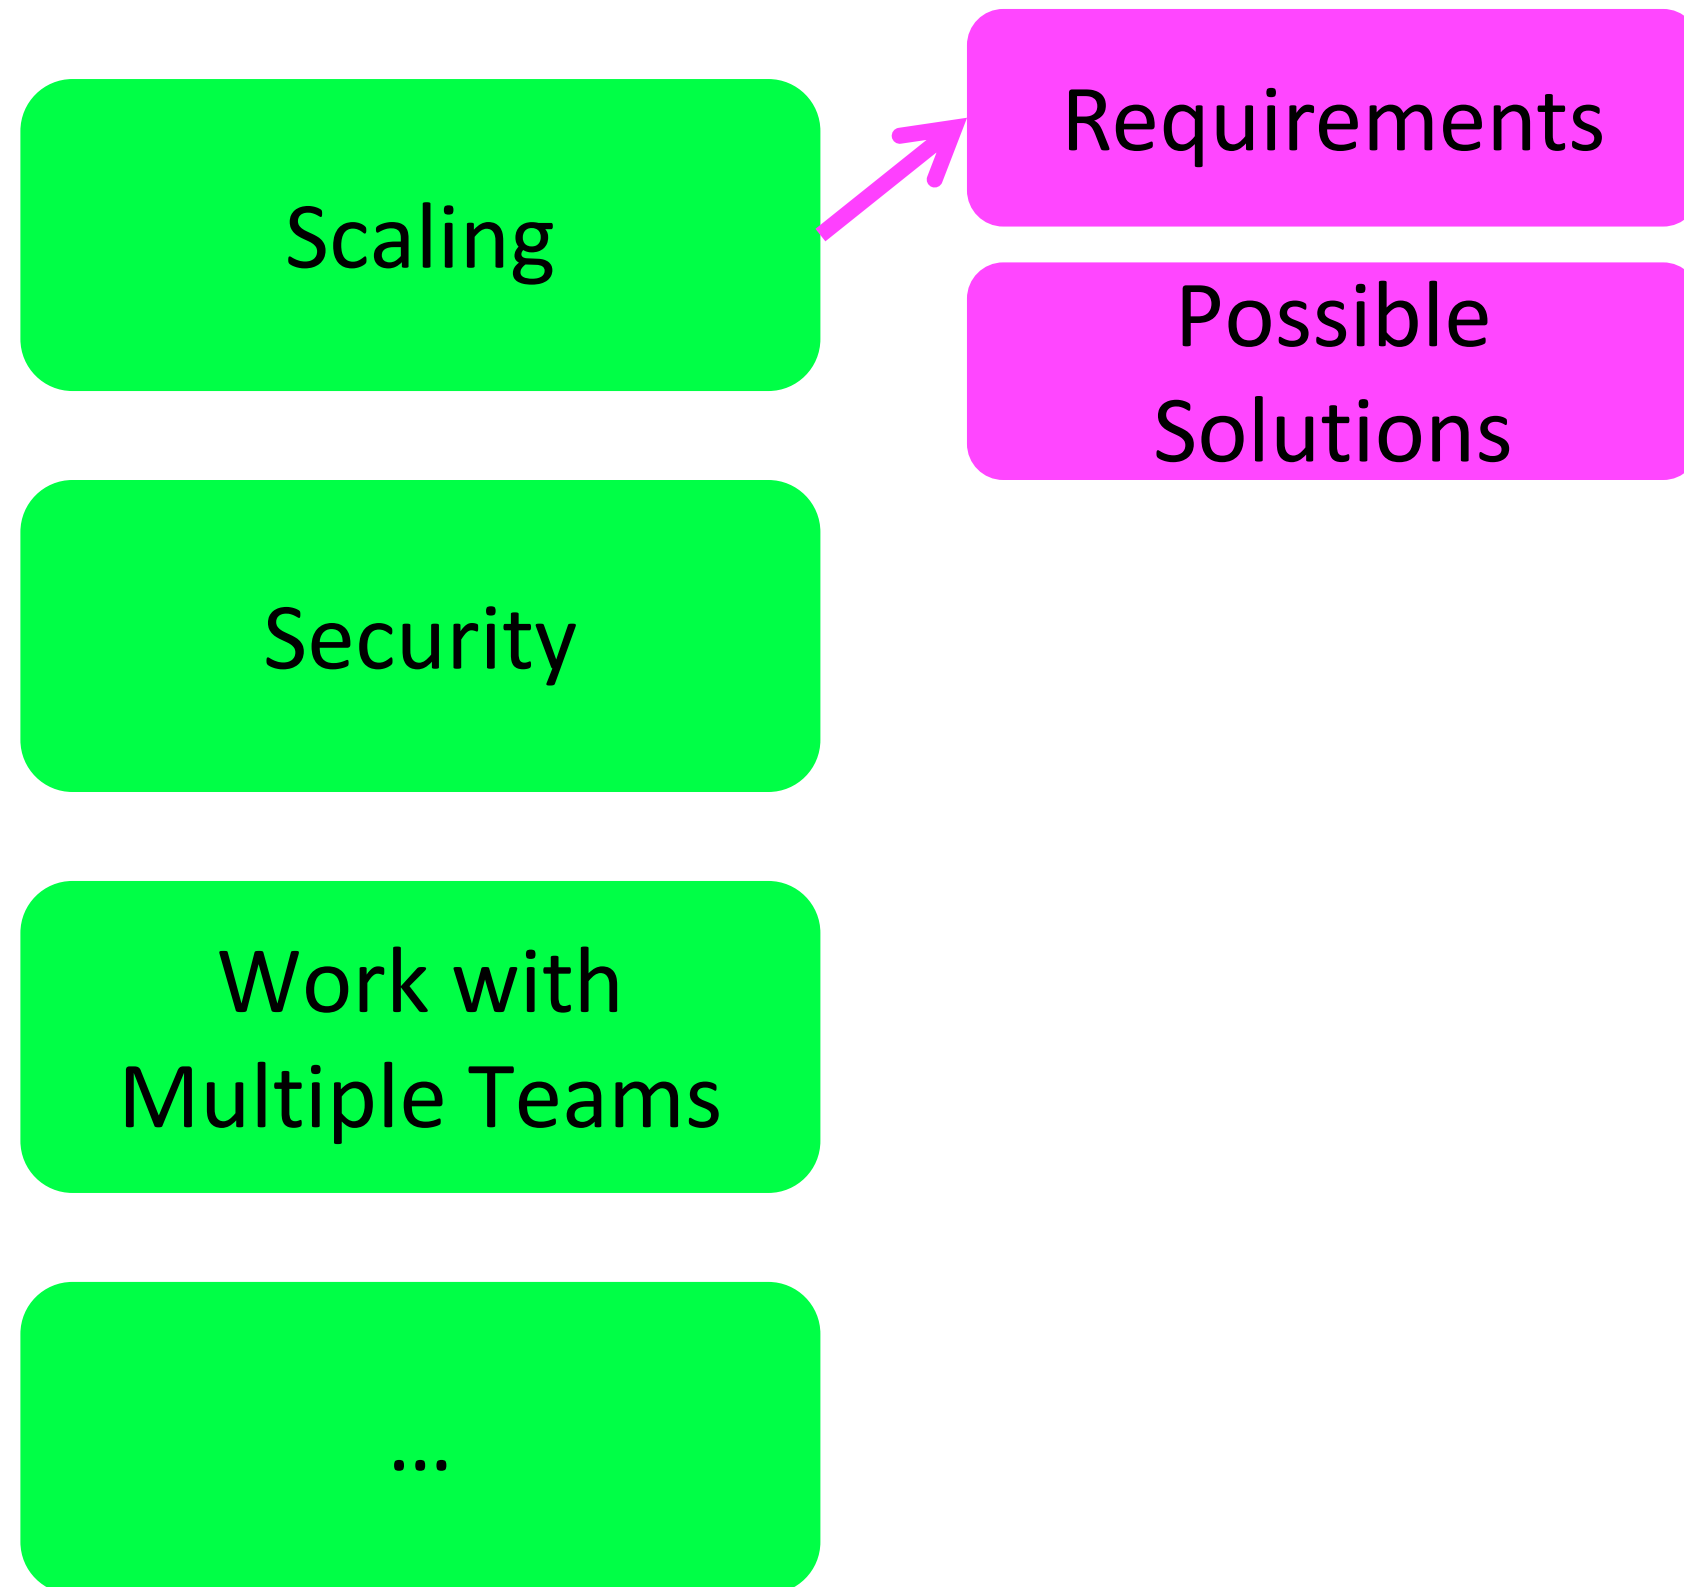 Scaling
Requirements
Possible
Solutions
Security
Work with
Multiple Teams
...